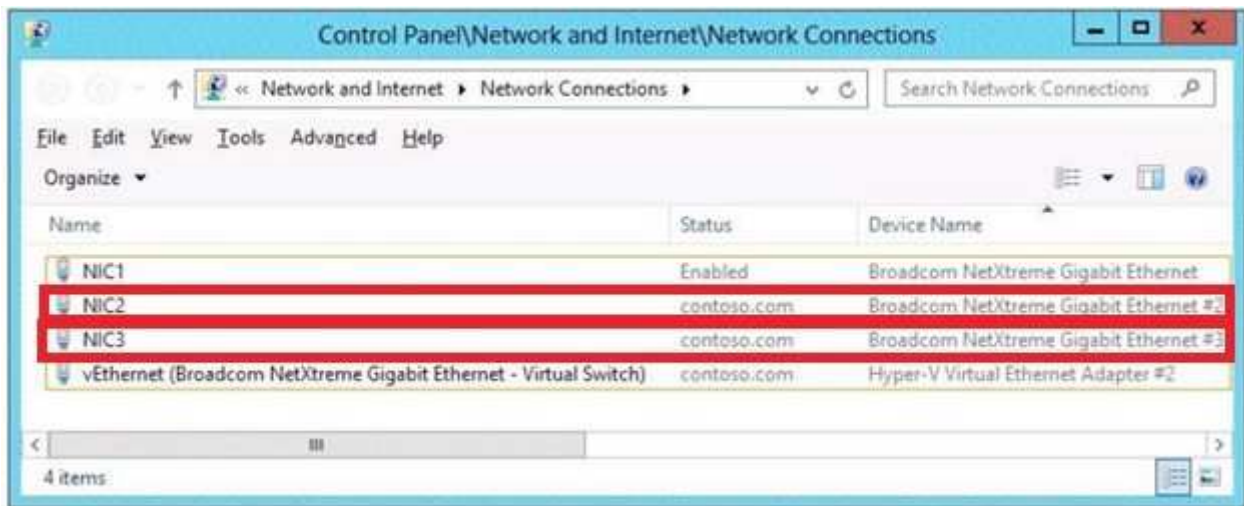 Control Panel\Network and Internet\Network Connections
« Network and Internet ▸ Network Connections ▸ Search Network Connections
File Edit View Tools Advanced Help
Organize
Name Status Device Name
NIC1 Enabled Broadcom NetXtreme Gigabit Ethernet
NIC2 contoso.com Broadcom NetXtreme Gigabit Ethernet #2
NIC3 contoso.com Broadcom NetXtreme Gigabit Ethernet #3
vEthernet (Broadcom NetXtreme Gigabit Ethernet - Virtual Switch) contoso.com Hyper-V Virtual Ethernet Adapter #2
4 items